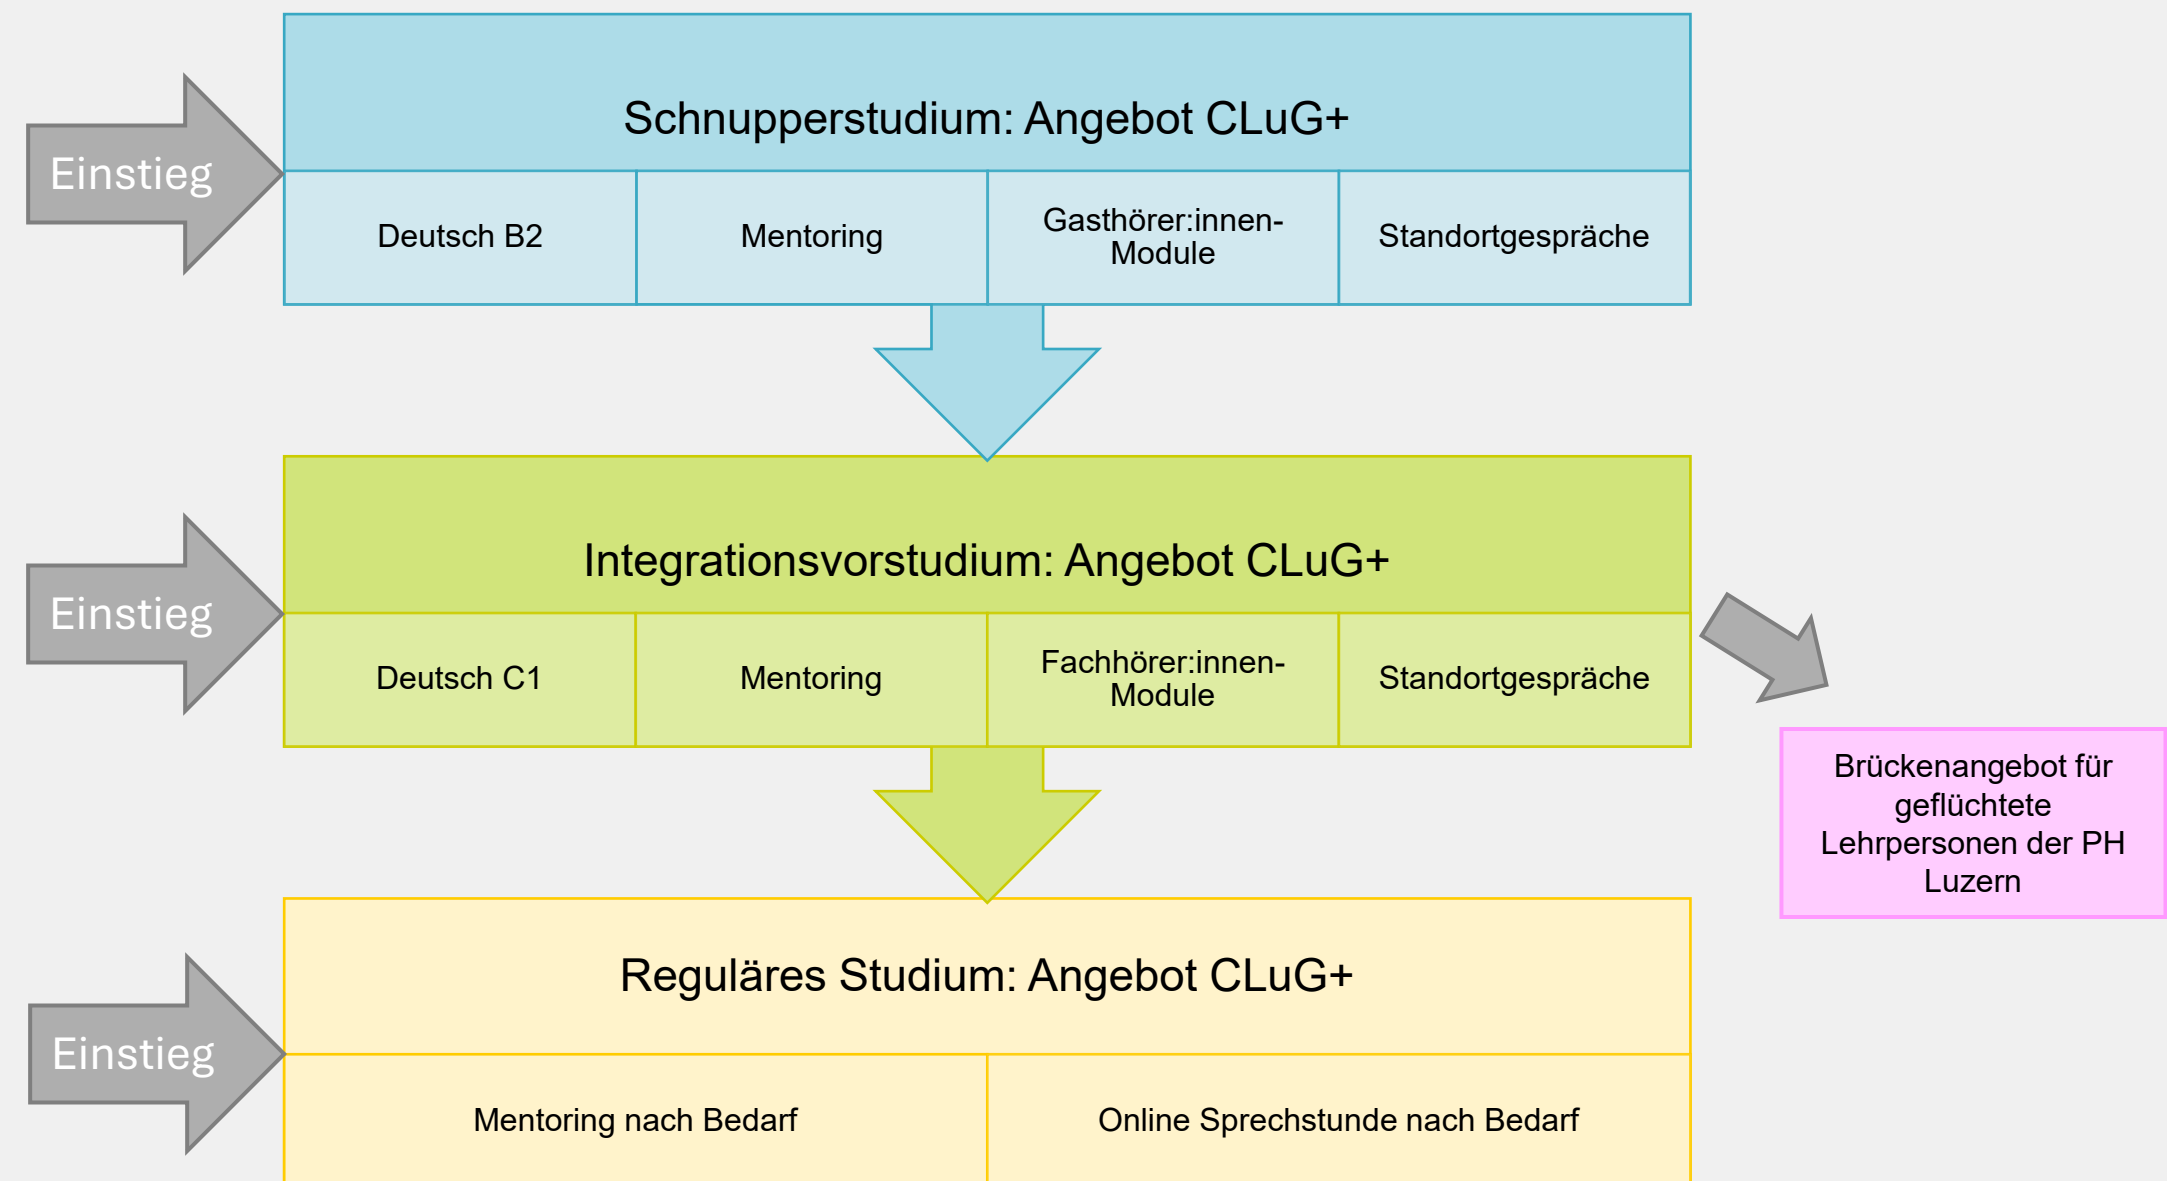 Schnupperstudium: Angebot CLuG+
Einstieg
Deutsch B2
Mentoring
Gasthörer:innen-
Module
Standortgespräche
Integrationsvorstudium: Angebot CLuG+
Einstieg
Deutsch C1
Mentoring
Fachhörer:innen-
Module
Standortgespräche
Brückenangebot für
geflüchtete
Lehrpersonen der PH
Luzern
Reguläres Studium: Angebot CLuG+
Einstieg
Mentoring nach Bedarf
Online Sprechstunde nach Bedarf